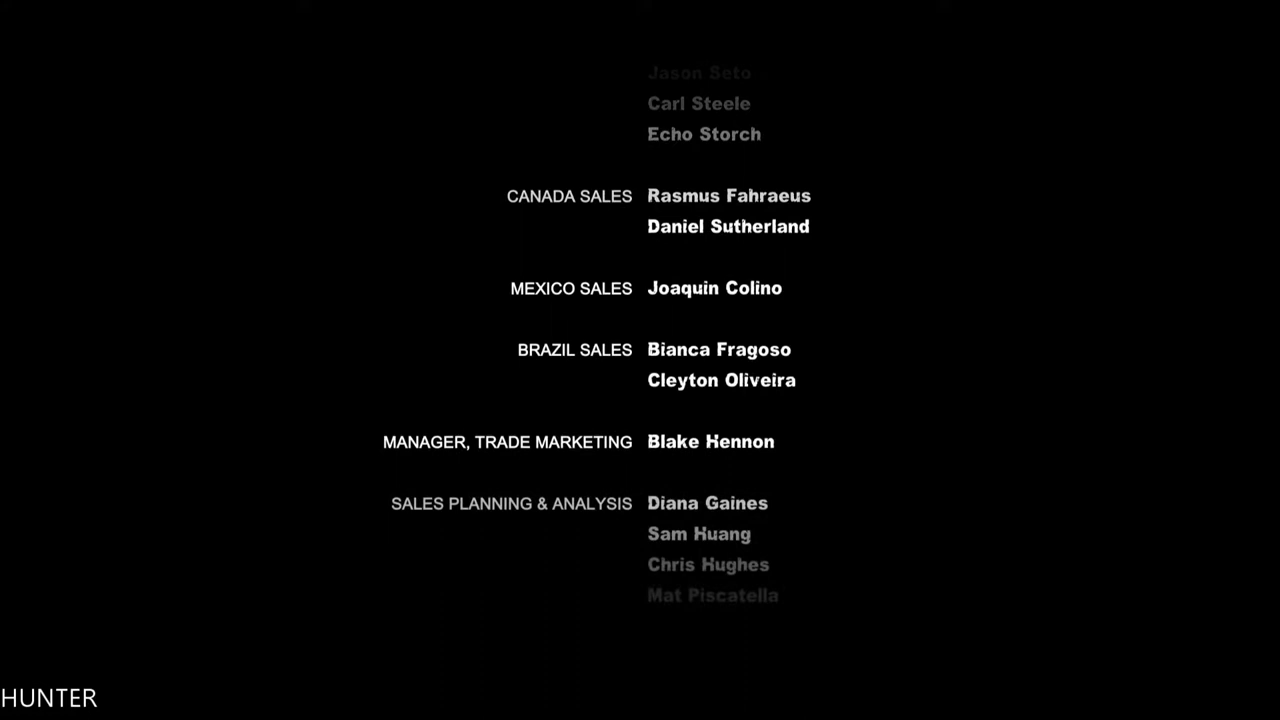 Jason Seto
Carl Steele
Echo Storch
CANADA SALES Rasmus Fahraeus
Daniel Sutherland
MEXICO SALES Joaquin Colino
BRAZIL SALES Bianca Fragoso
Cleyton Oliveira
MANAGER, TRADE MARKETING Blake Hennon
SALES PLANNING & ANALYSIS Diana Gaines
Sam Huang
Chris Hughes
Mat Piscatella
HUNTER